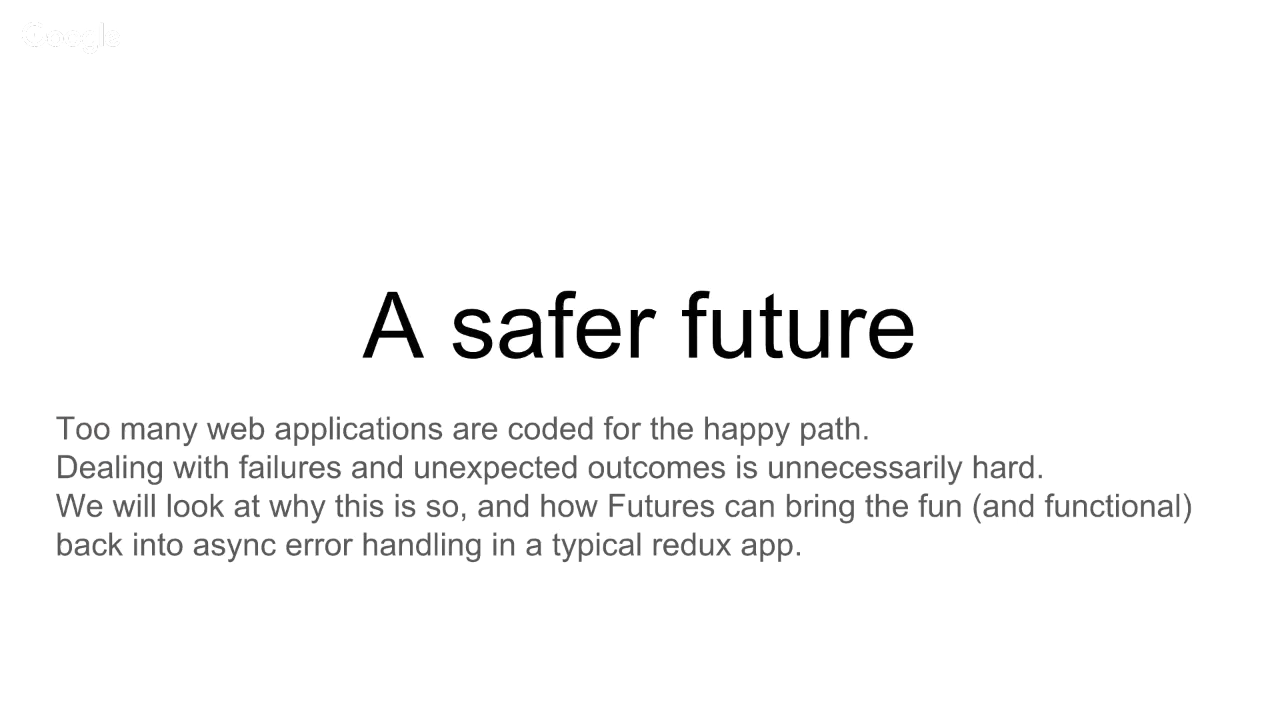 Google
A safer future
Too many web applications are coded for the happy path.
Dealing with failures and unexpected outcomes is unnecessarily hard.
We will look at why this is so, and how Futures can bring the fun (and functional)
back into async error handling in a typical redux app.